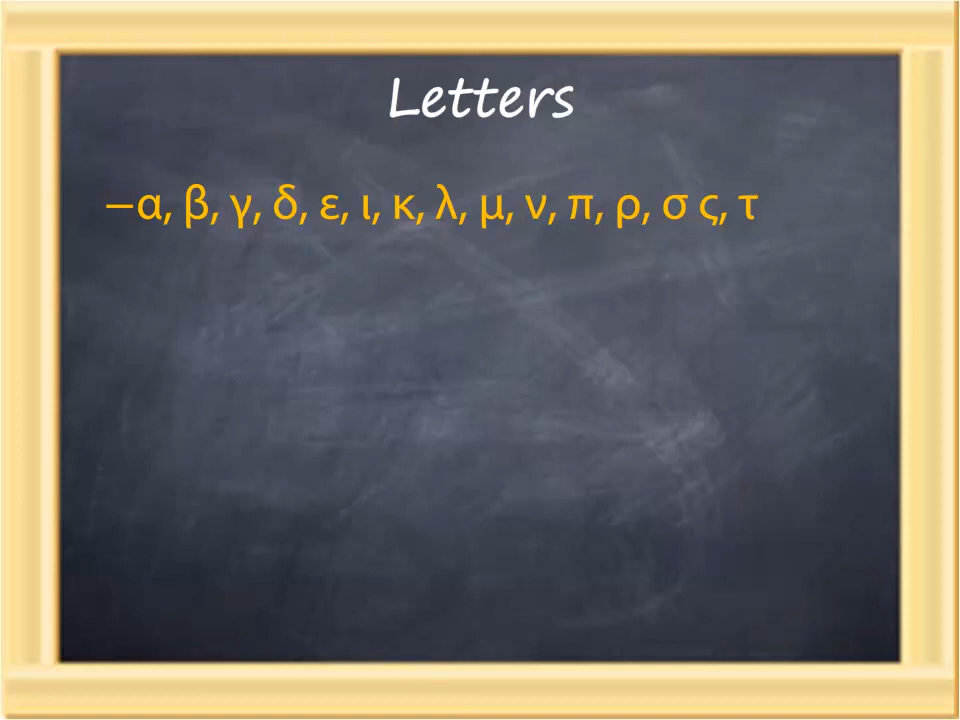 Letters
–α, β, γ, δ, ε, ι, κ, λ, μ, ν, π, ρ, σ ς, τ